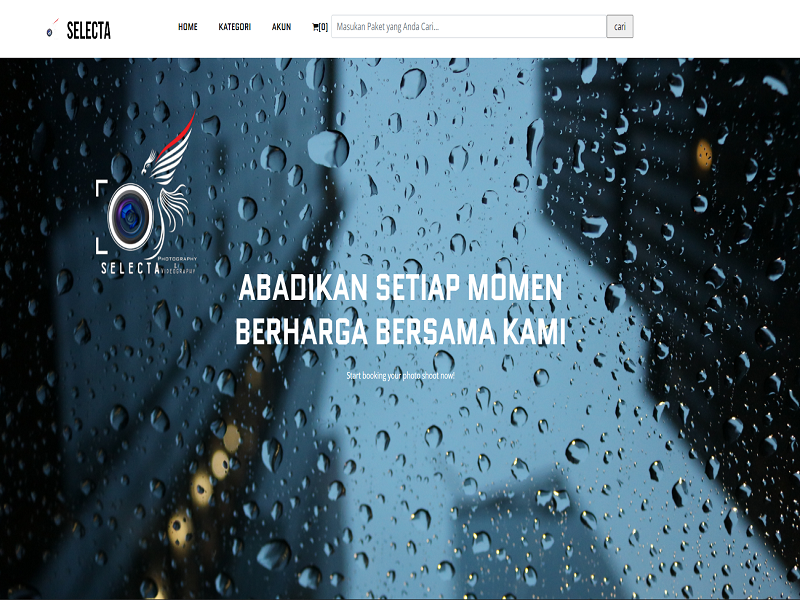 SELECTA
HOME
KATEGORI
AKUN
[0]
Masukan Paket yang Anda Cari...
cari
PHOTOGRAPHY
&
VIDEOGRAPHY
SELECTA
ABADIKAN SETIAP MOMEN
BERHARGA BERSAMA KAMI
Start booking your photo shoot now!